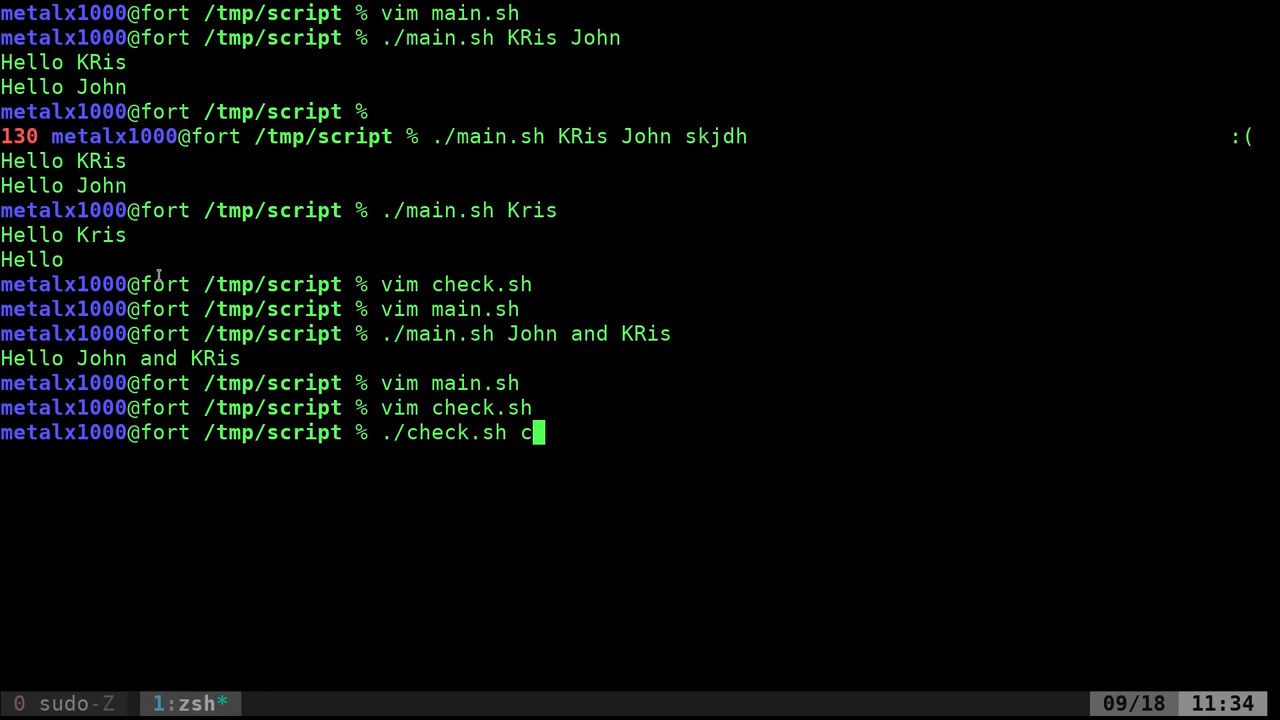 metalx1000@fort /tmp/script % vim main.sh
metalx1000@fort /tmp/script % ./main.sh KRis John
Hello KRis
Hello John
metalx1000@fort /tmp/script %
130 metalx1000@fort /tmp/script % ./main.sh KRis John skjdh :(
Hello KRis
Hello John
metalx1000@fort /tmp/script % ./main.sh Kris
Hello Kris
Hello
metalx1000@fort /tmp/script % vim check.sh
metalx1000@fort /tmp/script % vim main.sh
metalx1000@fort /tmp/script % ./main.sh John and KRis
Hello John and KRis
metalx1000@fort /tmp/script % vim main.sh
metalx1000@fort /tmp/script % vim check.sh
metalx1000@fort /tmp/script % ./check.sh c
0 sudo-Z 1:zsh* 09/18 11:34